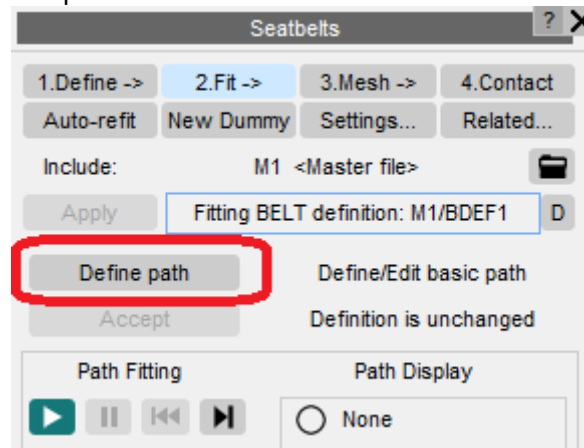 Seatbelts ? X
1.Define -> 2.Fit -> 3.Mesh -> 4.Contact
Auto-refit New Dummy Settings... Related...
Include: M1 <Master file>
Apply Fitting BELT definition: M1/BDEF1 D
Define path Define/Edit basic path
Accept Definition is unchanged
Path Fitting Path Display
None